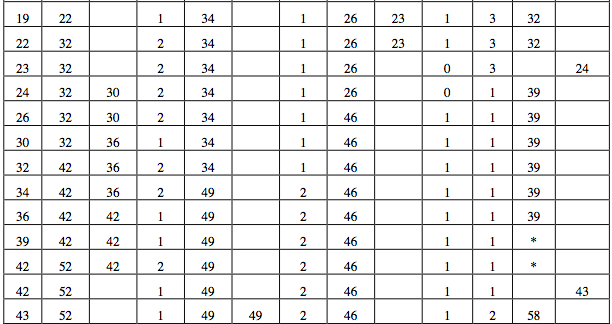 19 22 1 34 1 26 23 1 3 32
22 32 2 34 1 26 23 1 3 32
23 32 2 34 1 26 0 3 24
24 32 30 2 34 1 26 0 1 39
26 32 30 2 34 1 46 1 1 39
30 32 36 1 34 1 46 1 1 39
32 42 36 2 34 1 46 1 1 39
34 42 36 2 49 2 46 1 1 39
36 42 42 1 49 2 46 1 1 39
39 42 42 1 49 2 46 1 1 *
42 52 42 2 49 2 46 1 1 *
42 52 1 49 2 46 1 1 43
43 52 1 49 49 2 46 1 2 58